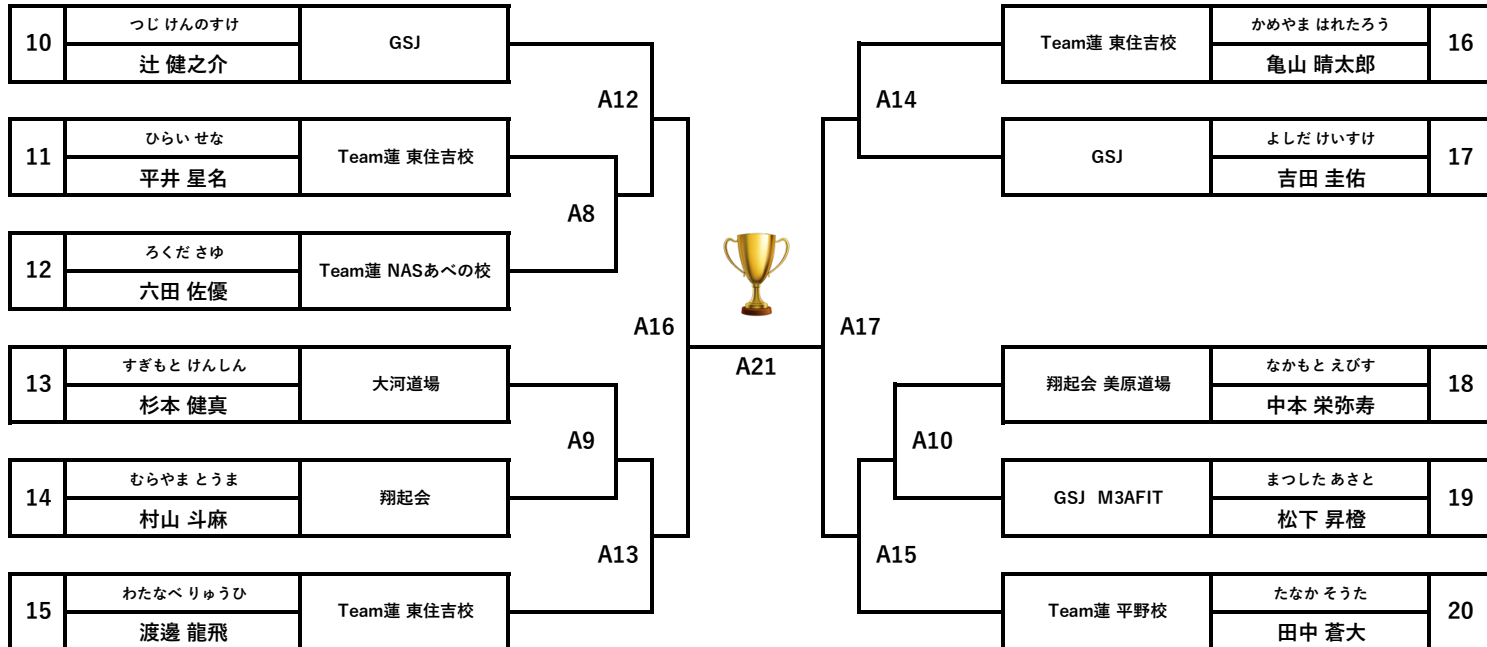 10
つじ けんのすけ
辻 健之介
GSJ
11
ひらい せな
平井 星名
Team蓮 東住吉校
12
ろくだ さゆ
六田 佐優
Team蓮 NASあべの校
13
すぎもと けんしん
杉本 健真
大河道場
14
むらやま とうま
村山 斗麻
翔起会
15
わたなべ りゅうひ
渡邊 龍飛
Team蓮 東住吉校
A12
A8
A16
A9
A13
A21
A14
A17
A10
A15
Team蓮 東住吉校
かめやま はれたろう
亀山 晴太郎
16
GSJ
よしだ けいすけ
吉田 圭佑
17
翔起会 美原道場
なかもと えびす
中本 栄弥寿
18
GSJ M3AFIT
まつした あさと
松下 昇橙
19
Team蓮 平野校
たなか そうた
田中 蒼大
20